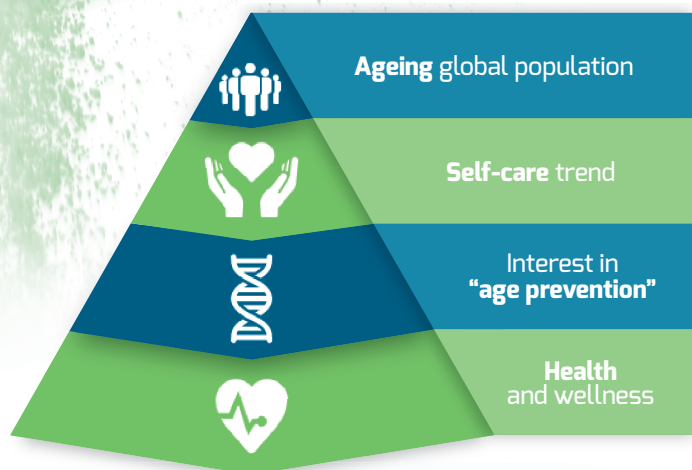 Ageing global population
Self-care trend
Interest in
“age prevention”
Health
and wellness